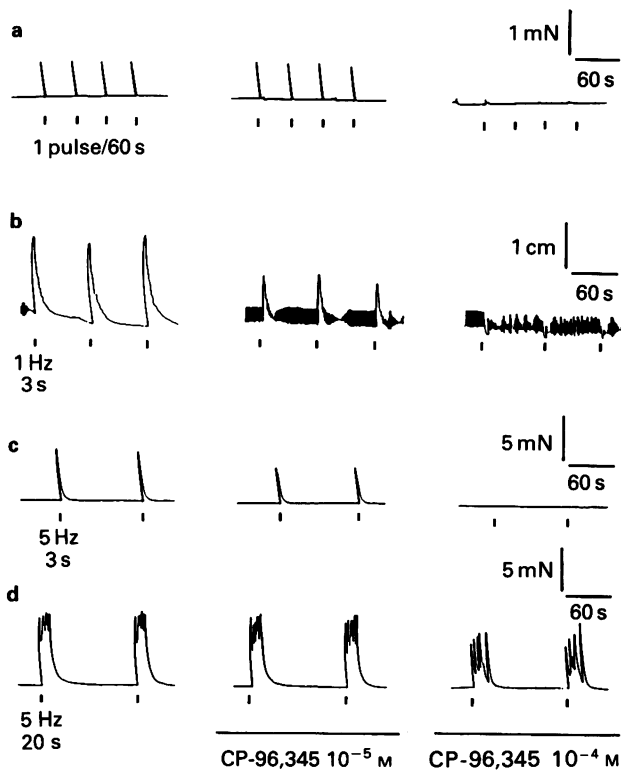 a
1 mN
60 s
1 pulse/60 s
b
1 cm
60 s
1 Hz
3 s
c
5 mN
60 s
5 Hz
3 s
5 mN
d
60 s
5 Hz
20 s
CP-96,345 10⁻⁵ M
CP-96,345 10⁻⁴ M